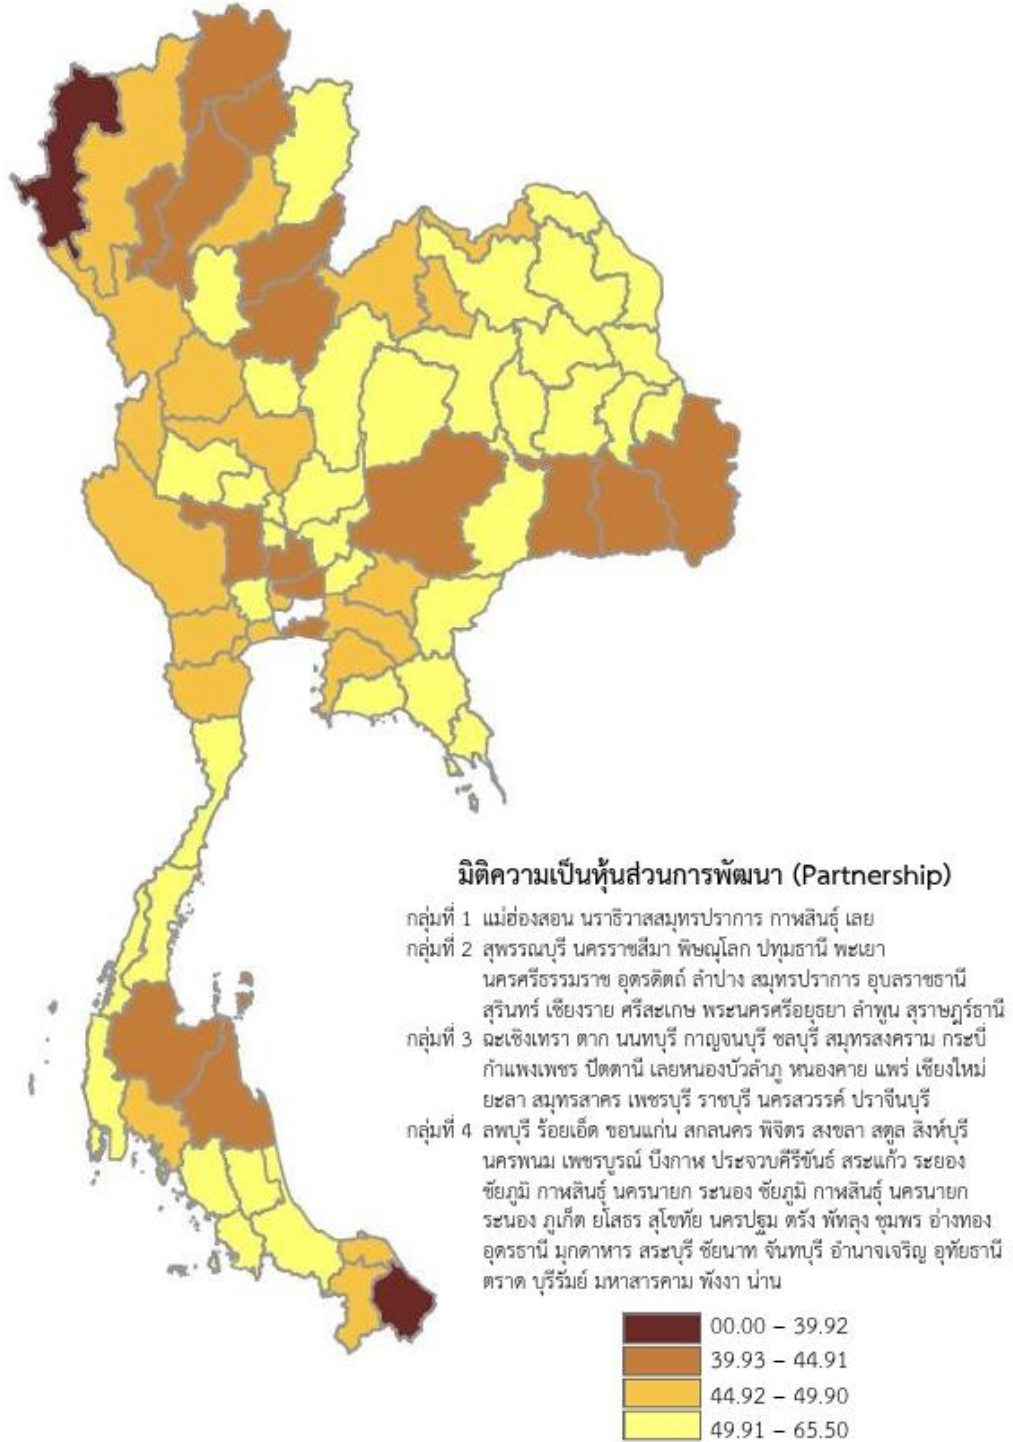 มิติความเป็นหุ้นส่วนการพัฒนา (Partnership)
กลุ่มที่ 1 แม่ฮ่องสอน นราธิวาสสมุทรปราการ กาฬสินธุ์ เลย
กลุ่มที่ 2 สุพรรณบุรี นครราชสีมา พิษณุโลก ปทุมธานี พะเยา
นครศรีธรรมราช อุตรดิตถ์ ลำปาง สมุทรปราการ อุบลราชธานี
สุรินทร์ เชียงราย ศรีสะเกษ พระนครศรีอยุธยา ลำพูน สุราษฎร์ธานี
กลุ่มที่ 3 ฉะเชิงเทรา ตาก นนทบุรี กาญจนบุรี ชลบุรี สมุทรสงคราม กระบี่
กำแพงเพชร ปัตตานี เลยหนองบัวลำภู หนองคาย แพร่ เชียงใหม่
ยะลา สมุทรสาคร เพชรบุรี ราชบุรี นครสวรรค์ ปราจีนบุรี
กลุ่มที่ 4 ลพบุรี ร้อยเอ็ด ขอนแก่น สกลนคร พิจิตร สงขลา สตูล สิงห์บุรี
นครพนม เพชรบูรณ์ บึงกาฬ ประจวบคีรีขันธ์ สระแก้ว ระยอง
ชัยภูมิ กาฬสินธุ์ นครนายก ระนอง ชัยภูมิ กาฬสินธุ์ นครนายก
ระนอง ภูเก็ต ยโสธร สุโขทัย นครปฐม ตรัง พัทลุง ชุมพร อ่างทอง
อุดรธานี มุกดาหาร สระบุรี ชัยนาท จันทบุรี อำนาจเจริญ อุทัยธานี
ตราด บุรีรัมย์ มหาสารคาม พังงา น่าน
00.00 – 39.92
39.93 – 44.91
44.92 – 49.90
49.91 – 65.50